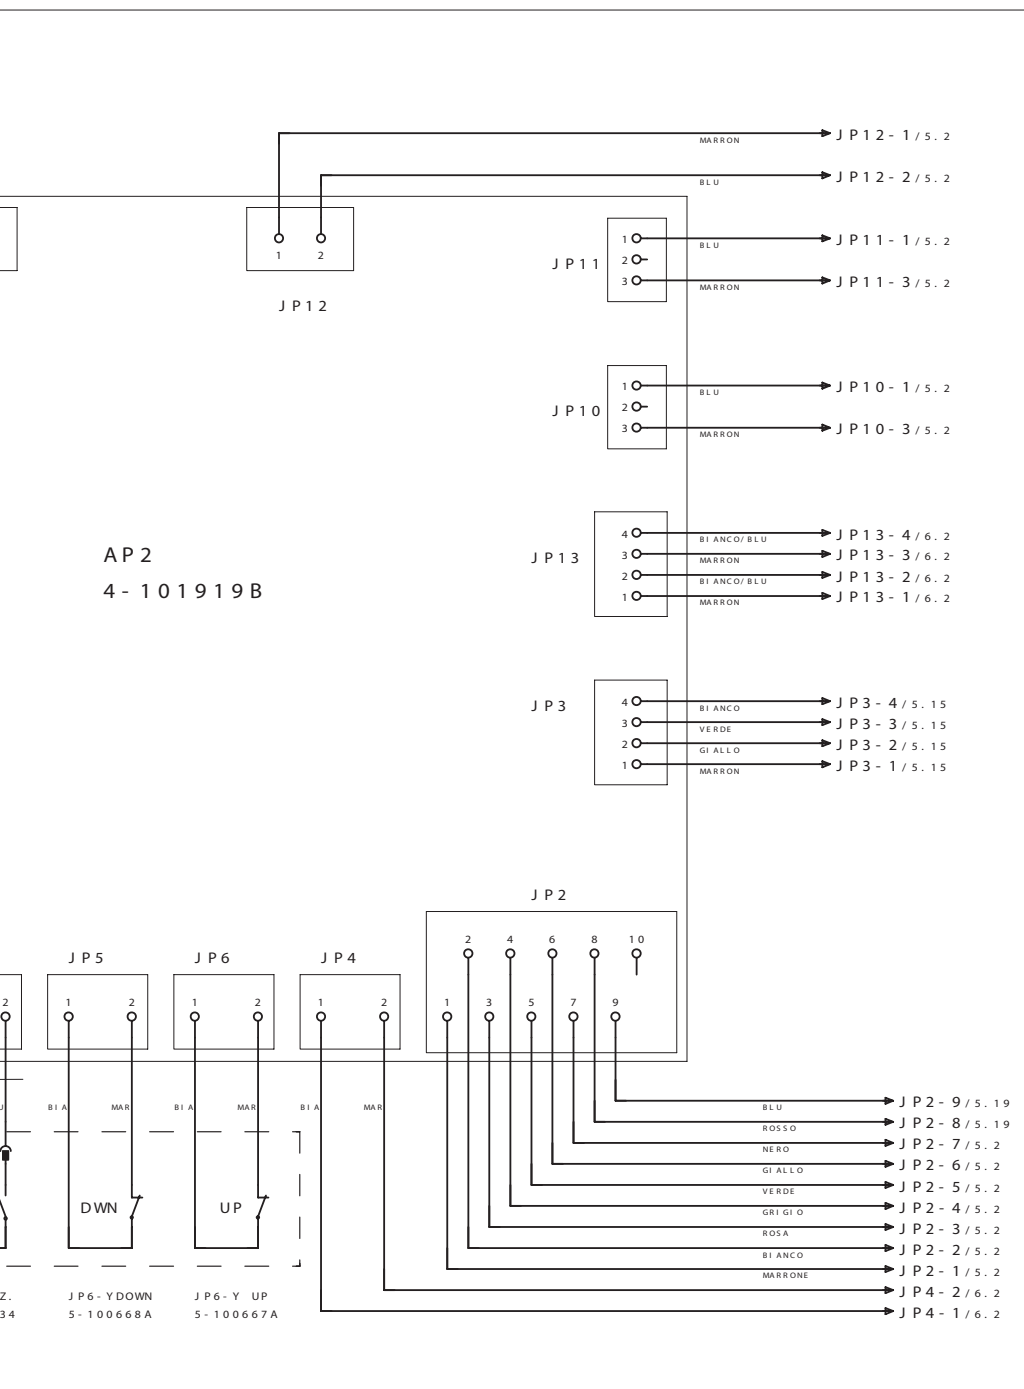 JP12-1/5.2
MARRON
JP12-2/5.2
BLU
1 2
JP12
JP11
1
2
3
BLU
JP11-1/5.2
MARRON
JP11-3/5.2
JP10
1
2
3
BLU
JP10-1/5.2
MARRON
JP10-3/5.2
AP2
4-101919B
JP13
4
3
2
1
BIANCO/BLU
JP13-4/6.2
MARRON
JP13-3/6.2
BIANCO/BLU
JP13-2/6.2
MARRON
JP13-1/6.2
JP3
4
3
2
1
BIANCO
JP3-4/5.15
VERDE
JP3-3/5.15
GIALLO
JP3-2/5.15
MARRON
JP3-1/5.15
JP2
2 4 6 8 10
1 3 5 7 9
JP5
JP6
JP4
2
1 2
1 2
1 2
BIA MAR
BIA MAR
BIA MAR
DWN
UP
Z.
34
JP6-YDOWN
5-100668A
JP6-Y UP
5-100667A
BLU
JP2-9/5.19
ROSSO
JP2-8/5.19
NERO
JP2-7/5.2
GIALLO
JP2-6/5.2
VERDE
JP2-5/5.2
GRIGIO
JP2-4/5.2
ROSA
JP2-3/5.2
BIANCO
JP2-2/5.2
MARRONE
JP2-1/5.2
JP4-2/6.2
JP4-1/6.2